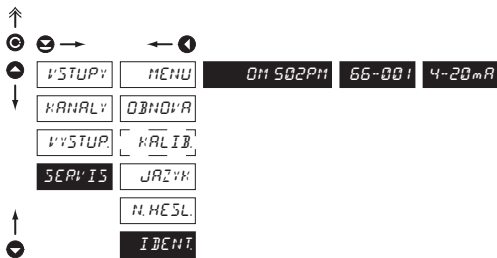 VSTUPY MENU OM 502PM 66-001 4-20mA
KANALY OBNOVA
VYSTUP. KALIB.
SERVIS JAZYK
N. HESL.
IDENT.